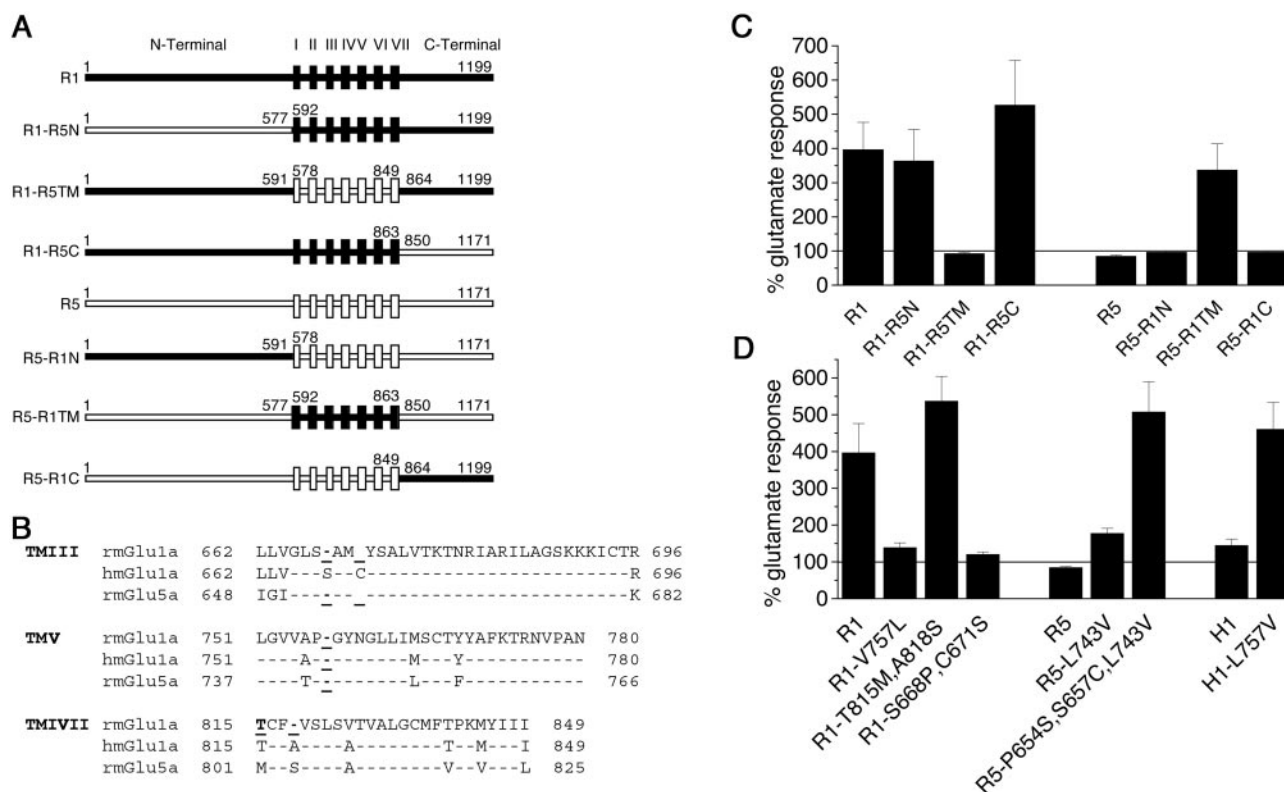 A
N-Terminal I II III IV V VI VII C-Terminal
R1 1 1199
R1-R5N 1 577 592 1199
R1-R5TM 1 591 578 849 864 1199
R1-R5C 1 863 850 1171
R5 1 1171
R5-R1N 1 591 578 1171
R5-R1TM 1 577 592 863 850 1171
R5-R1C 1 849 864 1199
B
TMIII rmGlu1a 662 LLVGLS-AM_YSALVTKTNRIARILAGSKKKICTR 696
hmGlu1a 662 LLV---S--C------------------------R 696
rmGlu5a 648 IGI------_------------------------K 682
TMV rmGlu1a 751 LGVVAP-GYNGLLIMSCTYYAFKTRNVPAN 780
hmGlu1a 751 ----A---------M---Y----------- 780
rmGlu5a 737 ----T---------L---F----------- 766
TMIVII rmGlu1a 815 TCF-VSLSVTVALGCMFTPKMYIII 849
hmGlu1a 815 T--A----A--------T--M---I 849
rmGlu5a 801 M--S----A--------V--V---L 825
C
% glutamate response
700
600
500
400
300
200
100
0
R1 R1-R5N R1-R5TM R1-R5C R5 R5-R1N R5-R1TM R5-R1C
D
% glutamate response
600
500
400
300
200
100
0
R1 R1-V757L R1-T815M,A818S R1-S668P,C671S R5 R5-L743V R5-P654S,S657C,L743V H1 H1-L757V